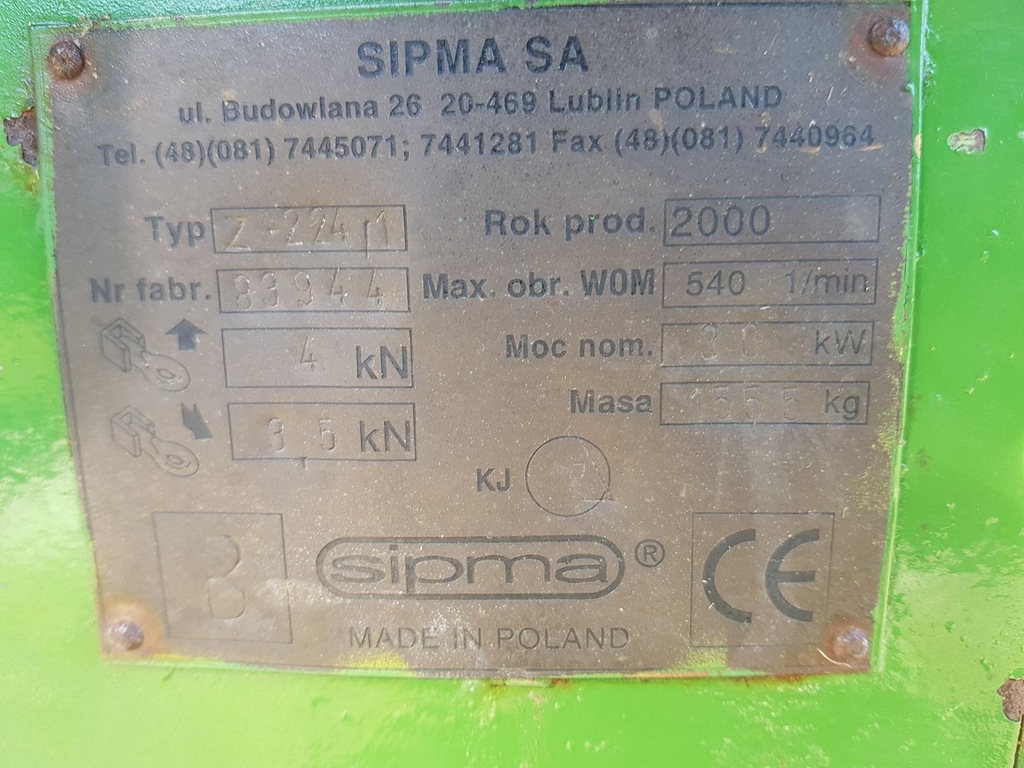 SIPMA SA
ul. Budowlana 26 20-469 Lublin POLAND
Tel. (48)(081) 7445071; 7441281 Fax (48)(081) 7440964
Typ Z-224/1 Rok prod. 2000
Nr fabr. 83944 Max. obr. WOM 540 1/min
4 kN Moc nom. 30 kW
35 kN Masa 1555 kg
KJ
B sipma ® CE
MADE IN POLAND